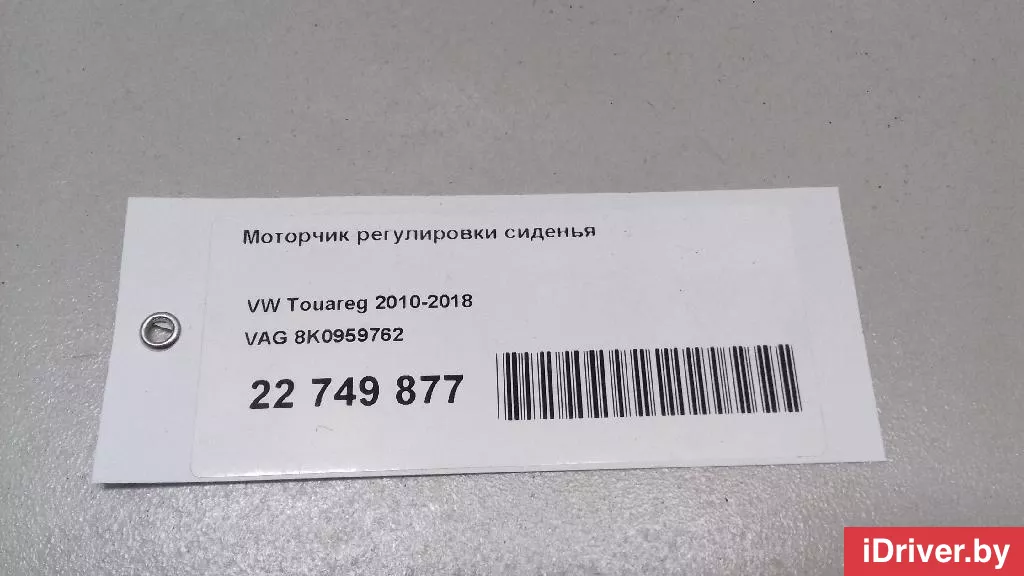 Моторчик регулировки сиденья
VW Touareg 2010-2018
VAG 8K0959762
22 749 877
iDriver.by